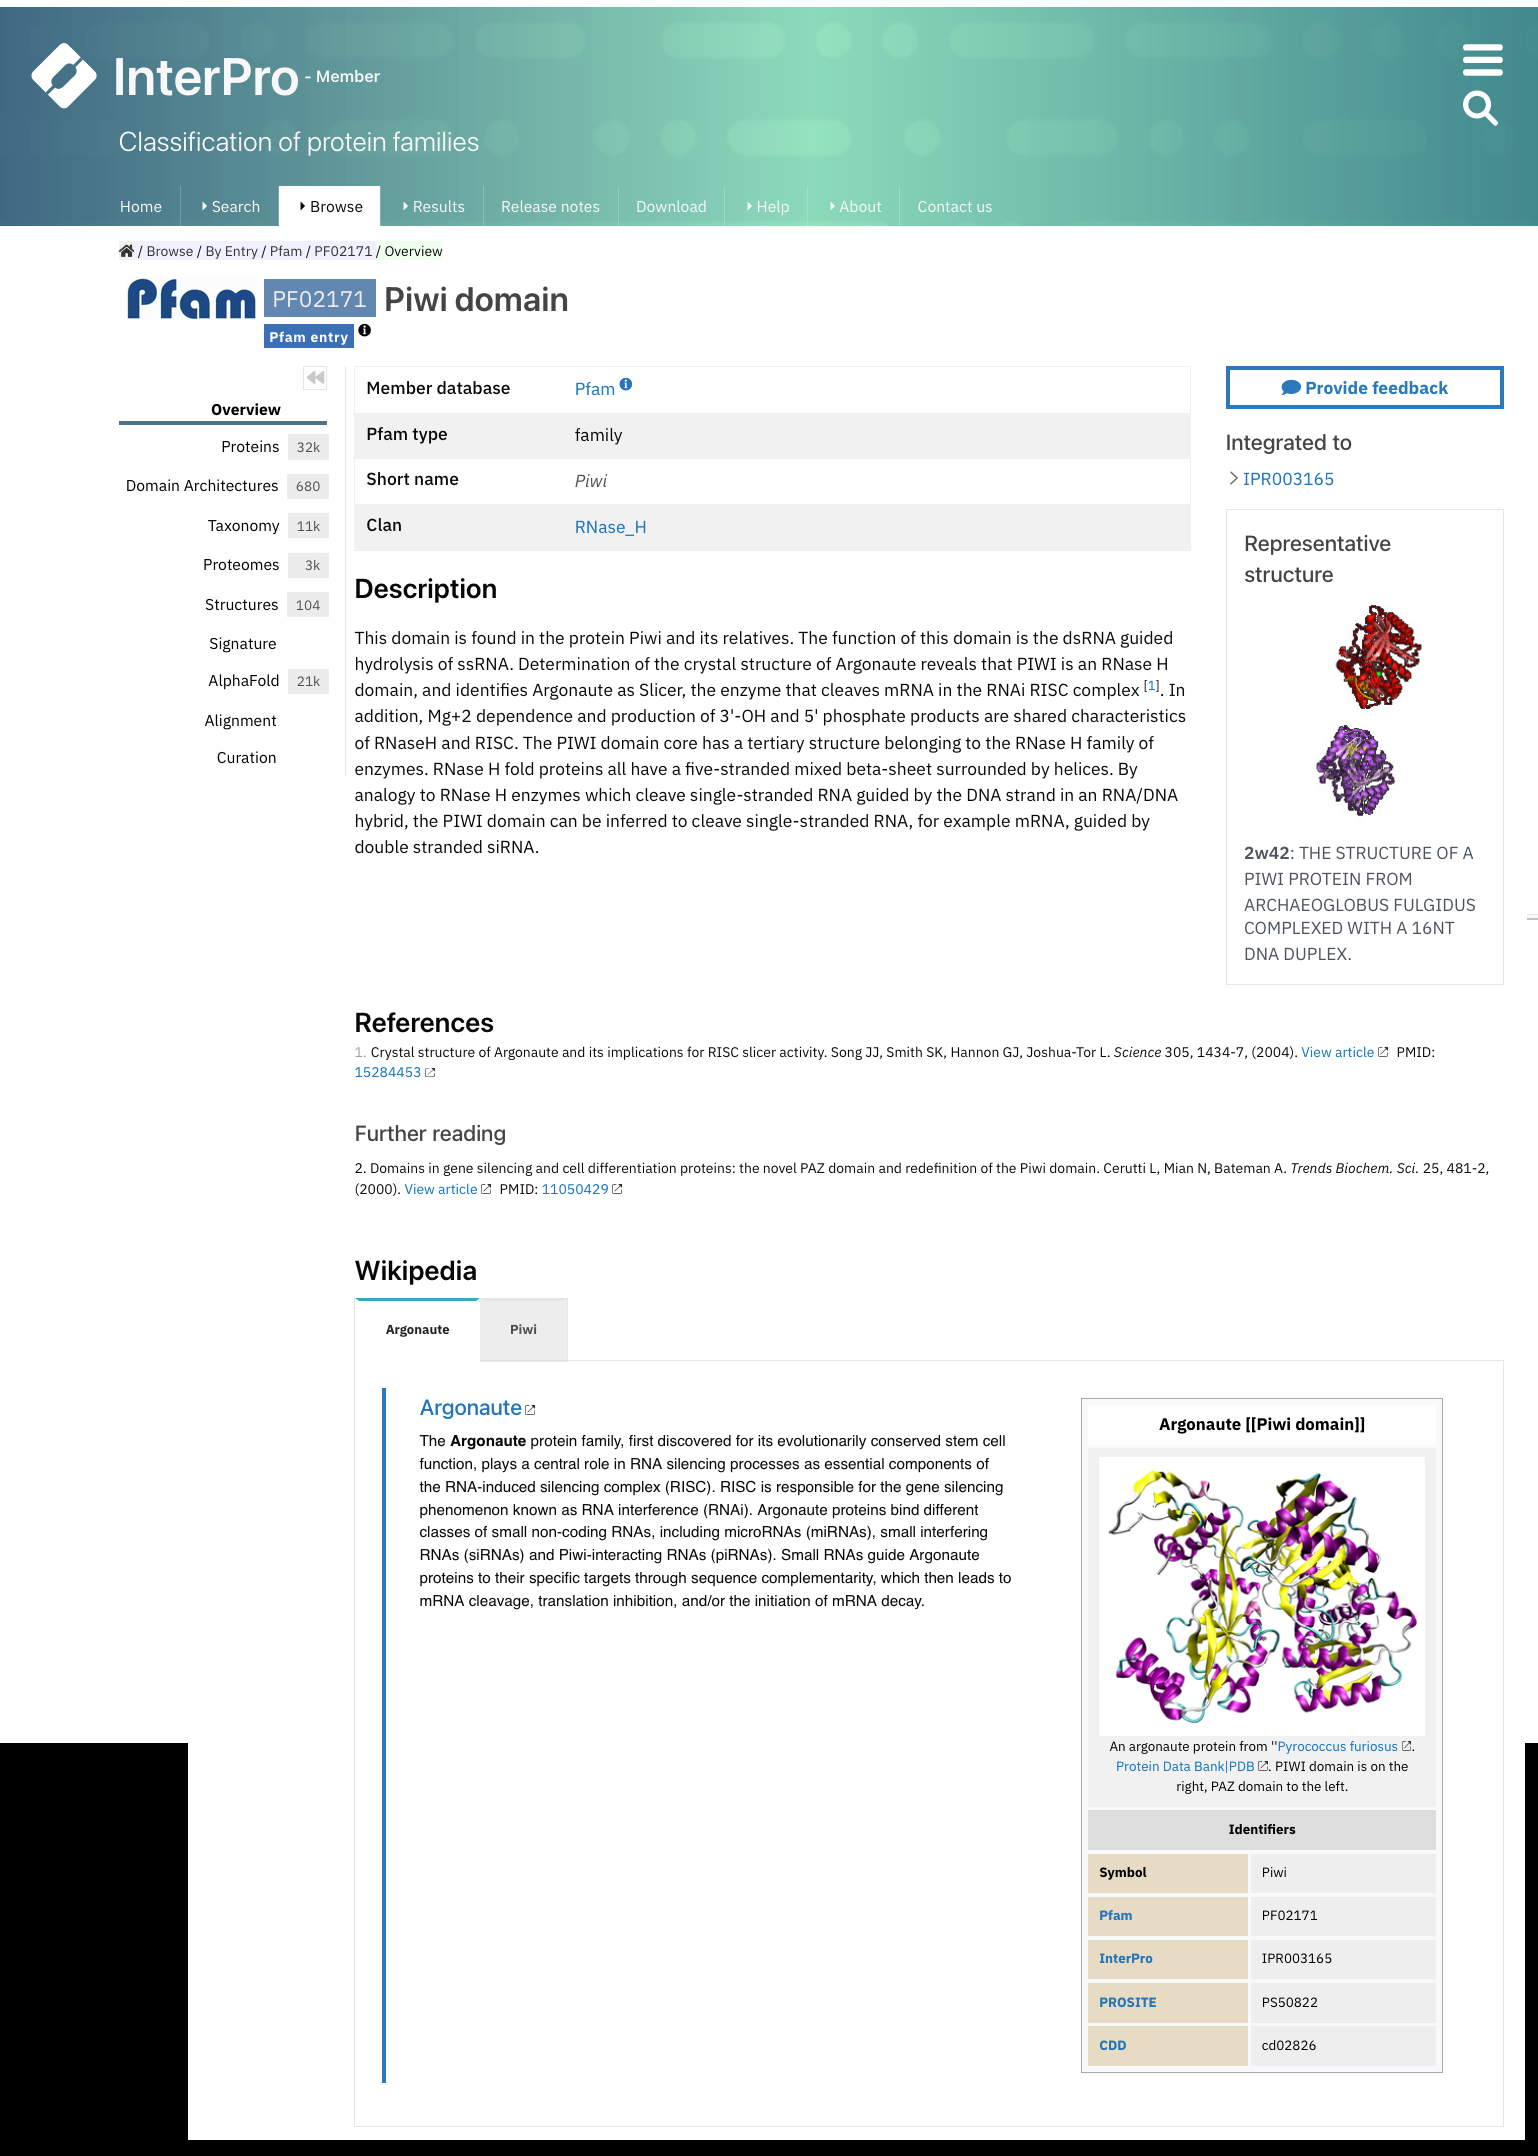 InterPro - Member
Classification of protein families
Home
Search
Browse
Results
Release notes
Download
Help
About
Contact us
/ Browse / By Entry / Pfam / PF02171 / Overview
Pfam PF02171 Piwi domain
Pfam entry
Overview
Proteins 32k
Domain Architectures 680
Taxonomy 11k
Proteomes 3k
Structures 104
Signature
AlphaFold 21k
Alignment
Curation
Member database Pfam
Pfam type family
Short name Piwi
Clan RNase_H
Description
This domain is found in the protein Piwi and its relatives. The function of this domain is the dsRNA guided
hydrolysis of ssRNA. Determination of the crystal structure of Argonaute reveals that PIWI is an RNase H
domain, and identifies Argonaute as Slicer, the enzyme that cleaves mRNA in the RNAi RISC complex [1]. In
addition, Mg+2 dependence and production of 3'-OH and 5' phosphate products are shared characteristics
of RNaseH and RISC. The PIWI domain core has a tertiary structure belonging to the RNase H family of
enzymes. RNase H fold proteins all have a five-stranded mixed beta-sheet surrounded by helices. By
analogy to RNase H enzymes which cleave single-stranded RNA guided by the DNA strand in an RNA/DNA
hybrid, the PIWI domain can be inferred to cleave single-stranded RNA, for example mRNA, guided by
double stranded siRNA.
Provide feedback
Integrated to
IPR003165
Representative
structure
2w42: THE STRUCTURE OF A
PIWI PROTEIN FROM
ARCHAEOGLOBUS FULGIDUS
COMPLEXED WITH A 16NT
DNA DUPLEX.
References
1. Crystal structure of Argonaute and its implications for RISC slicer activity. Song JJ, Smith SK, Hannon GJ, Joshua-Tor L. Science 305, 1434-7, (2004). View article PMID:
15284453
Further reading
2. Domains in gene silencing and cell differentiation proteins: the novel PAZ domain and redefinition of the Piwi domain. Cerutti L, Mian N, Bateman A. Trends Biochem. Sci. 25, 481-2,
(2000). View article PMID: 11050429
Wikipedia
Argonaute
Piwi
Argonaute
The Argonaute protein family, first discovered for its evolutionarily conserved stem cell
function, plays a central role in RNA silencing processes as essential components of
the RNA-induced silencing complex (RISC). RISC is responsible for the gene silencing
phenomenon known as RNA interference (RNAi). Argonaute proteins bind different
classes of small non-coding RNAs, including microRNAs (miRNAs), small interfering
RNAs (siRNAs) and Piwi-interacting RNAs (piRNAs). Small RNAs guide Argonaute
proteins to their specific targets through sequence complementarity, which then leads to
mRNA cleavage, translation inhibition, and/or the initiation of mRNA decay.
Argonaute [[Piwi domain]]
An argonaute protein from ''Pyrococcus furiosus.
Protein Data Bank|PDB. PIWI domain is on the
right, PAZ domain to the left.
Identifiers
Symbol Piwi
Pfam PF02171
InterPro IPR003165
PROSITE PS50822
CDD cd02826